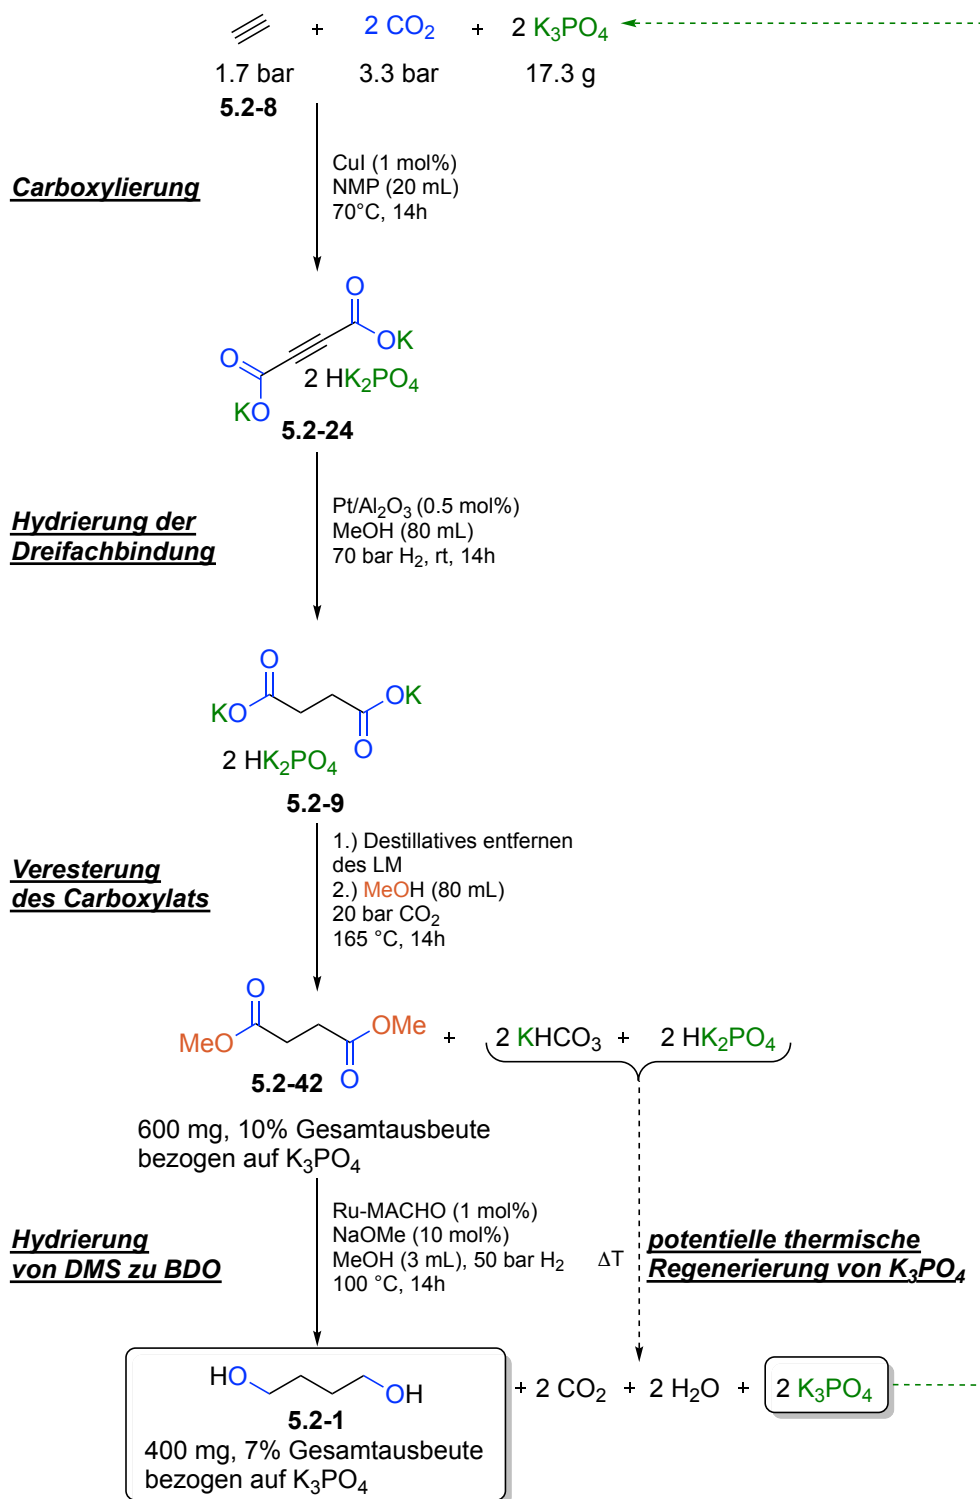 + 2 CO2 + 2 K3PO4
1.7 bar 3.3 bar 17.3 g
5.2-8
Carboxylierung
CuI (1 mol%)
NMP (20 mL)
70°C, 14h
O
OK
O
KO
2 HK2PO4
5.2-24
Hydrierung der
Dreifachbindung
Pt/Al2O3 (0.5 mol%)
MeOH (80 mL)
70 bar H2, rt, 14h
O
KO
OK
O
2 HK2PO4
5.2-9
Veresterung
des Carboxylats
1.) Destillatives entfernen
des LM
2.) MeOH (80 mL)
20 bar CO2
165 °C, 14h
O
MeO
OMe
O
+ 2 KHCO3 + 2 HK2PO4
5.2-42
600 mg, 10% Gesamtausbeute
bezogen auf K3PO4
Hydrierung
von DMS zu BDO
Ru-MACHO (1 mol%)
NaOMe (10 mol%)
MeOH (3 mL), 50 bar H2
100 °C, 14h
ΔT
potentielle thermische
Regenerierung von K3PO4
HO
OH
+ 2 CO2 + 2 H2O + 2 K3PO4
5.2-1
400 mg, 7% Gesamtausbeute
bezogen auf K3PO4